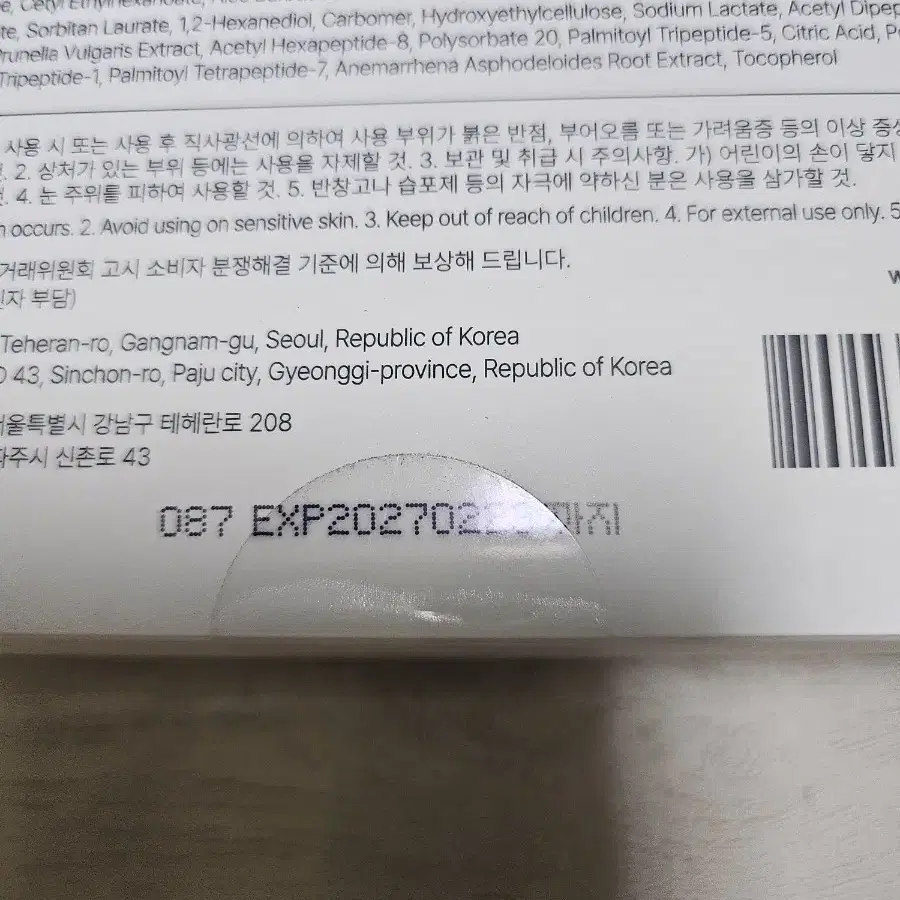 e, Cetyl Ethylhexanoate,
te, Sorbitan Laurate, 1,2-Hexanediol, Carbomer, Hydroxyethylcellulose, Sodium Lactate, Acetyl Dipep
Prunella Vulgaris Extract, Acetyl Hexapeptide-8, Polysorbate 20, Palmitoyl Tripeptide-5, Citric Acid,
Tripeptide-1, Palmitoyl Tetrapeptide-7, Anemarrhena Asphodeloides Root Extract, Tocopherol
사용 시 또는 사용 후 직사광선에 의하여 사용 부위가 붉은 반점, 부어오름 또는 가려움증 등의 이상 증상
2. 상처가 있는 부위 등에는 사용을 자제할 것. 3. 보관 및 취급 시 주의사항. 가) 어린이의 손이 닿지
4. 눈 주위를 피하여 사용할 것. 5. 반창고나 습포제 등의 자극에 약하신 분은 사용을 삼가할 것.
n occurs. 2. Avoid using on sensitive skin. 3. Keep out of reach of children. 4. For external use only. 5
거래위원회 고시 소비자 분쟁해결 기준에 의해 보상해 드립니다.
부담)
w
Teheran-ro, Gangnam-gu, Seoul, Republic of Korea
43, Sinchon-ro, Paju city, Gyeonggi-province, Republic of Korea
서울특별시 강남구 테헤란로 208
파주시 신촌로 43
087 까지